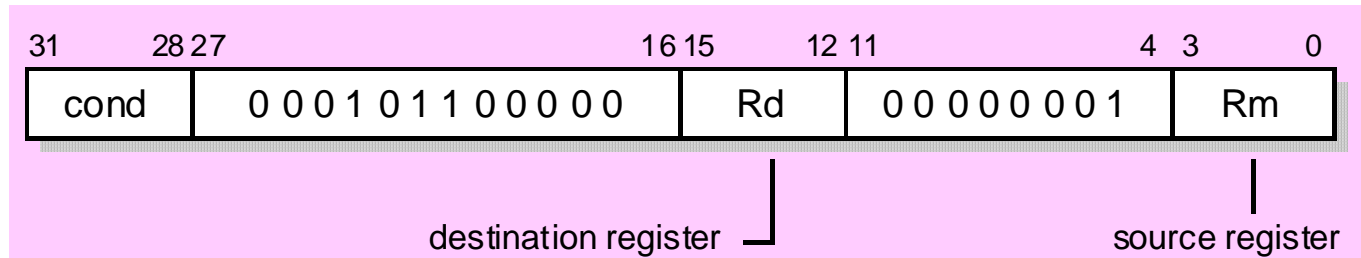 31 28 27 16 15 12 11 4 3 0
cond 0 0 0 1 0 1 1 0 0 0 0 0 Rd 0 0 0 0 0 0 0 1 Rm
destination register source register